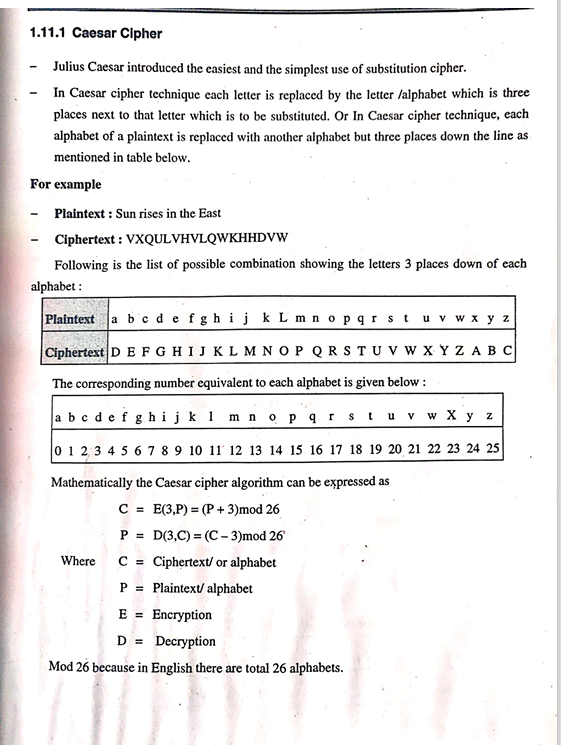 1.11.1 Caesar Cipher
– Julius Caesar introduced the easiest and the simplest use of substitution cipher.
– In Caesar cipher technique each letter is replaced by the letter /alphabet which is three
places next to that letter which is to be substituted. Or In Caesar cipher technique, each
alphabet of a plaintext is replaced with another alphabet but three places down the line as
mentioned in table below.
For example
– Plaintext : Sun rises in the East
– Ciphertext : VXQULVHVLQWKHHDVW
Following is the list of possible combination showing the letters 3 places down of each
alphabet :
Plaintext a b c d e f g h i j k L m n o p q r s t u v w x y z
Ciphertext D E F G H I J K L M N O P Q R S T U V W X Y Z A B C
The corresponding number equivalent to each alphabet is given below :
a b c d e f g h i j k l m n o p q r s t u v w X y z
0 1 2 3 4 5 6 7 8 9 10 11 12 13 14 15 16 17 18 19 20 21 22 23 24 25
Mathematically the Caesar cipher algorithm can be expressed as
C = E(3,P) = (P + 3)mod 26
P = D(3,C) = (C – 3)mod 26
Where C = Ciphertext/ or alphabet
P = Plaintext/ alphabet
E = Encryption
D = Decryption
Mod 26 because in English there are total 26 alphabets.